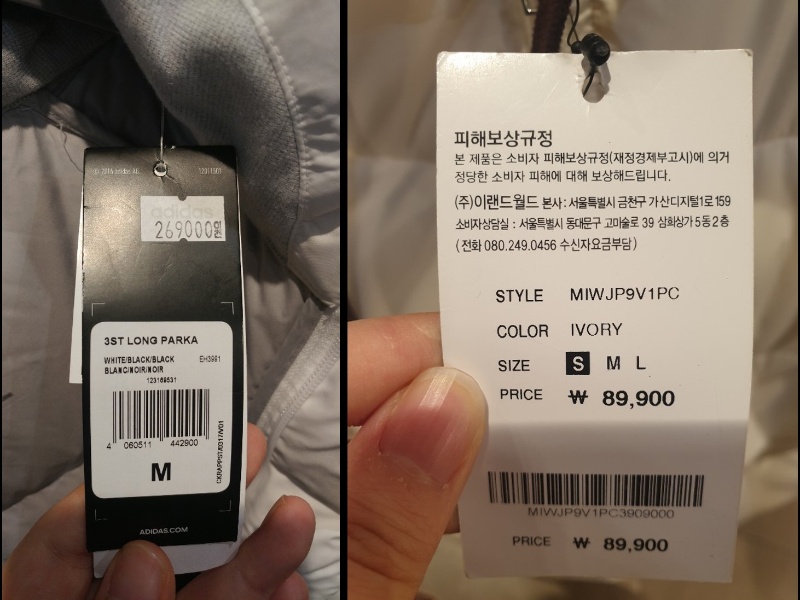 © 2016 adidas AG.
adidas
269000원
3ST LONG PARKA
WHITE/BLACK/BLACK EH3991
BLANC/NOIR/NOIR
123169531
4 060511 442900
CKRAPPST/0317/V01
M
ADIDAS.COM
피해보상규정
본 제품은 소비자 피해보상규정(재정경제부고시)에 의거
정당한 소비자 피해에 대해 보상해드립니다.
(주)이랜드월드 본사 : 서울특별시 금천구 가산디지털1로 159
소비자상담실 : 서울특별시 동대문구 고미술로 39 삼희상가 5동 2층
(전화 080.249.0456 수신자요금부담)
STYLE MIWJP9V1PC
COLOR IVORY
SIZE S M L
PRICE ₩ 89,900
MIWJP9V1PC3909000
PRICE ₩ 89,900